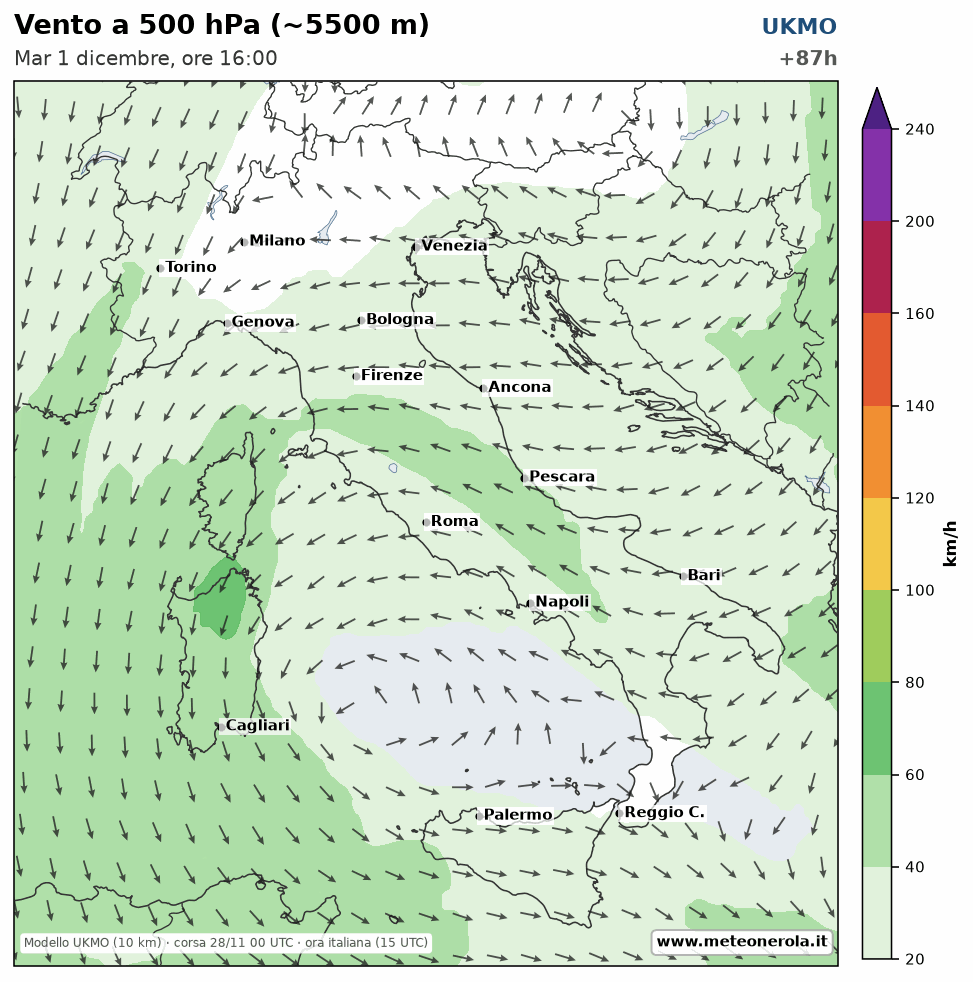 Vento a 500 hPa (~5500 m)
UKMO
Mar 1 dicembre, ore 16:00
+87h
Milano
Venezia
Torino
Genova
Bologna
Firenze
Ancona
Pescara
Roma
Bari
Napoli
Cagliari
Palermo
Reggio C.
240
200
160
140
120
100
80
60
40
20
km/h
Modello UKMO (10 km) · corsa 28/11 00 UTC · ora italiana (15 UTC)
www.meteonerola.it